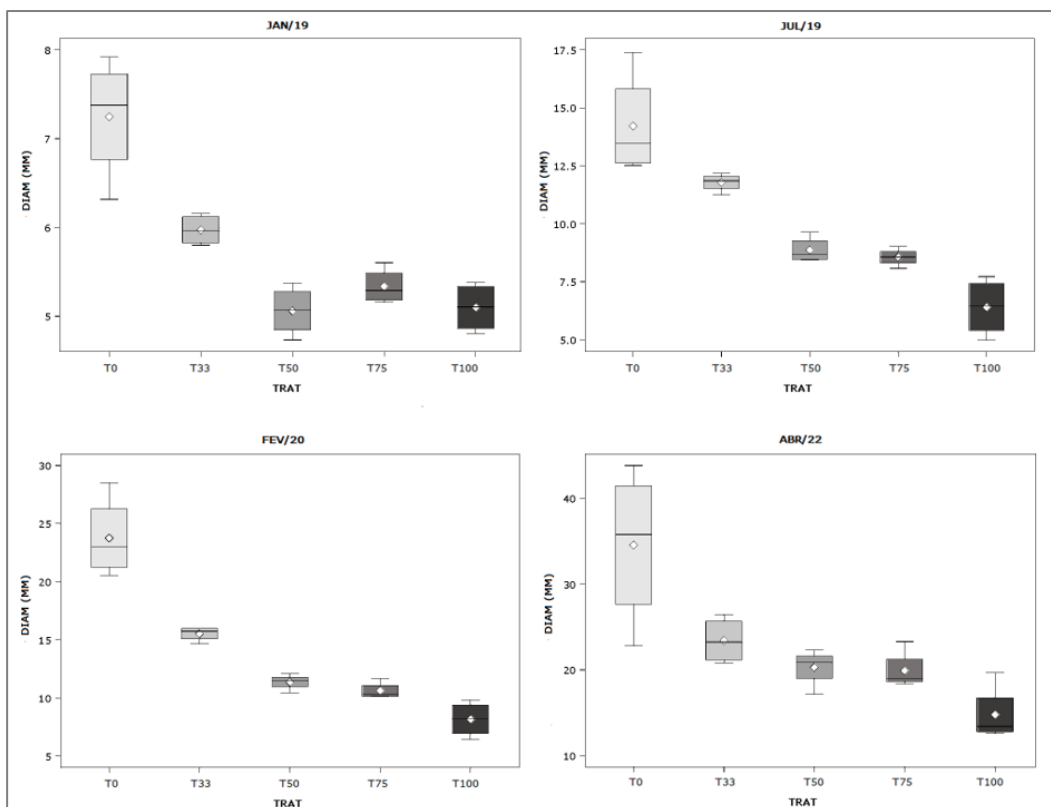 JAN/19
DIAM (MM)
8
7
6
5
T0 T33 T50 T75 T100
TRAT
JUL/19
DIAM (MM)
17.5
15.0
12.5
10.0
7.5
5.0
T0 T33 T50 T75 T100
TRAT
FEV/20
DIAM (MM)
30
25
20
15
10
5
T0 T33 T50 T75 T100
TRAT
ABR/22
DIAM (MM)
40
30
20
10
T0 T33 T50 T75 T100
TRAT